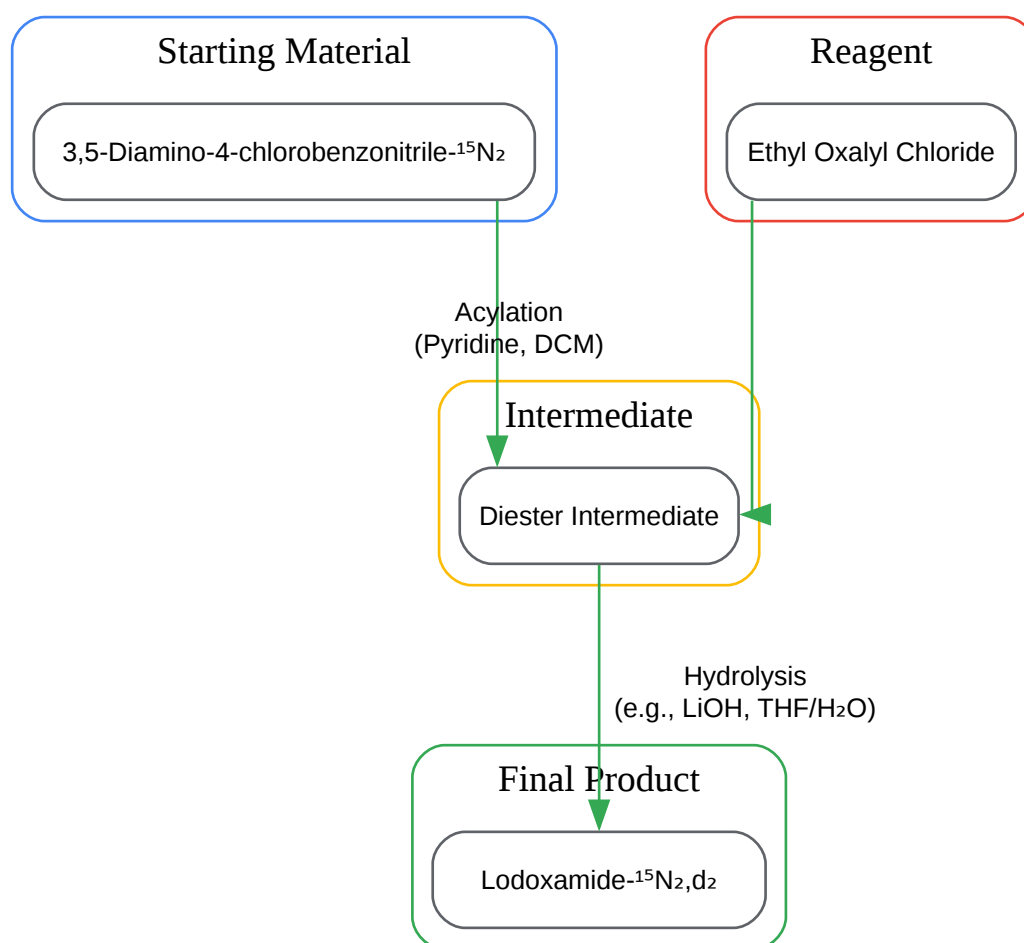 Starting Material
Reagent
3,5-Diamino-4-chlorobenzonitrile-¹⁵N₂
Ethyl Oxalyl Chloride
Acylation
(Pyridine, DCM)
Intermediate
Diester Intermediate
Hydrolysis
(e.g., LiOH, THF/H₂O)
Final Product
Lodoxamide-¹⁵N₂,d₂